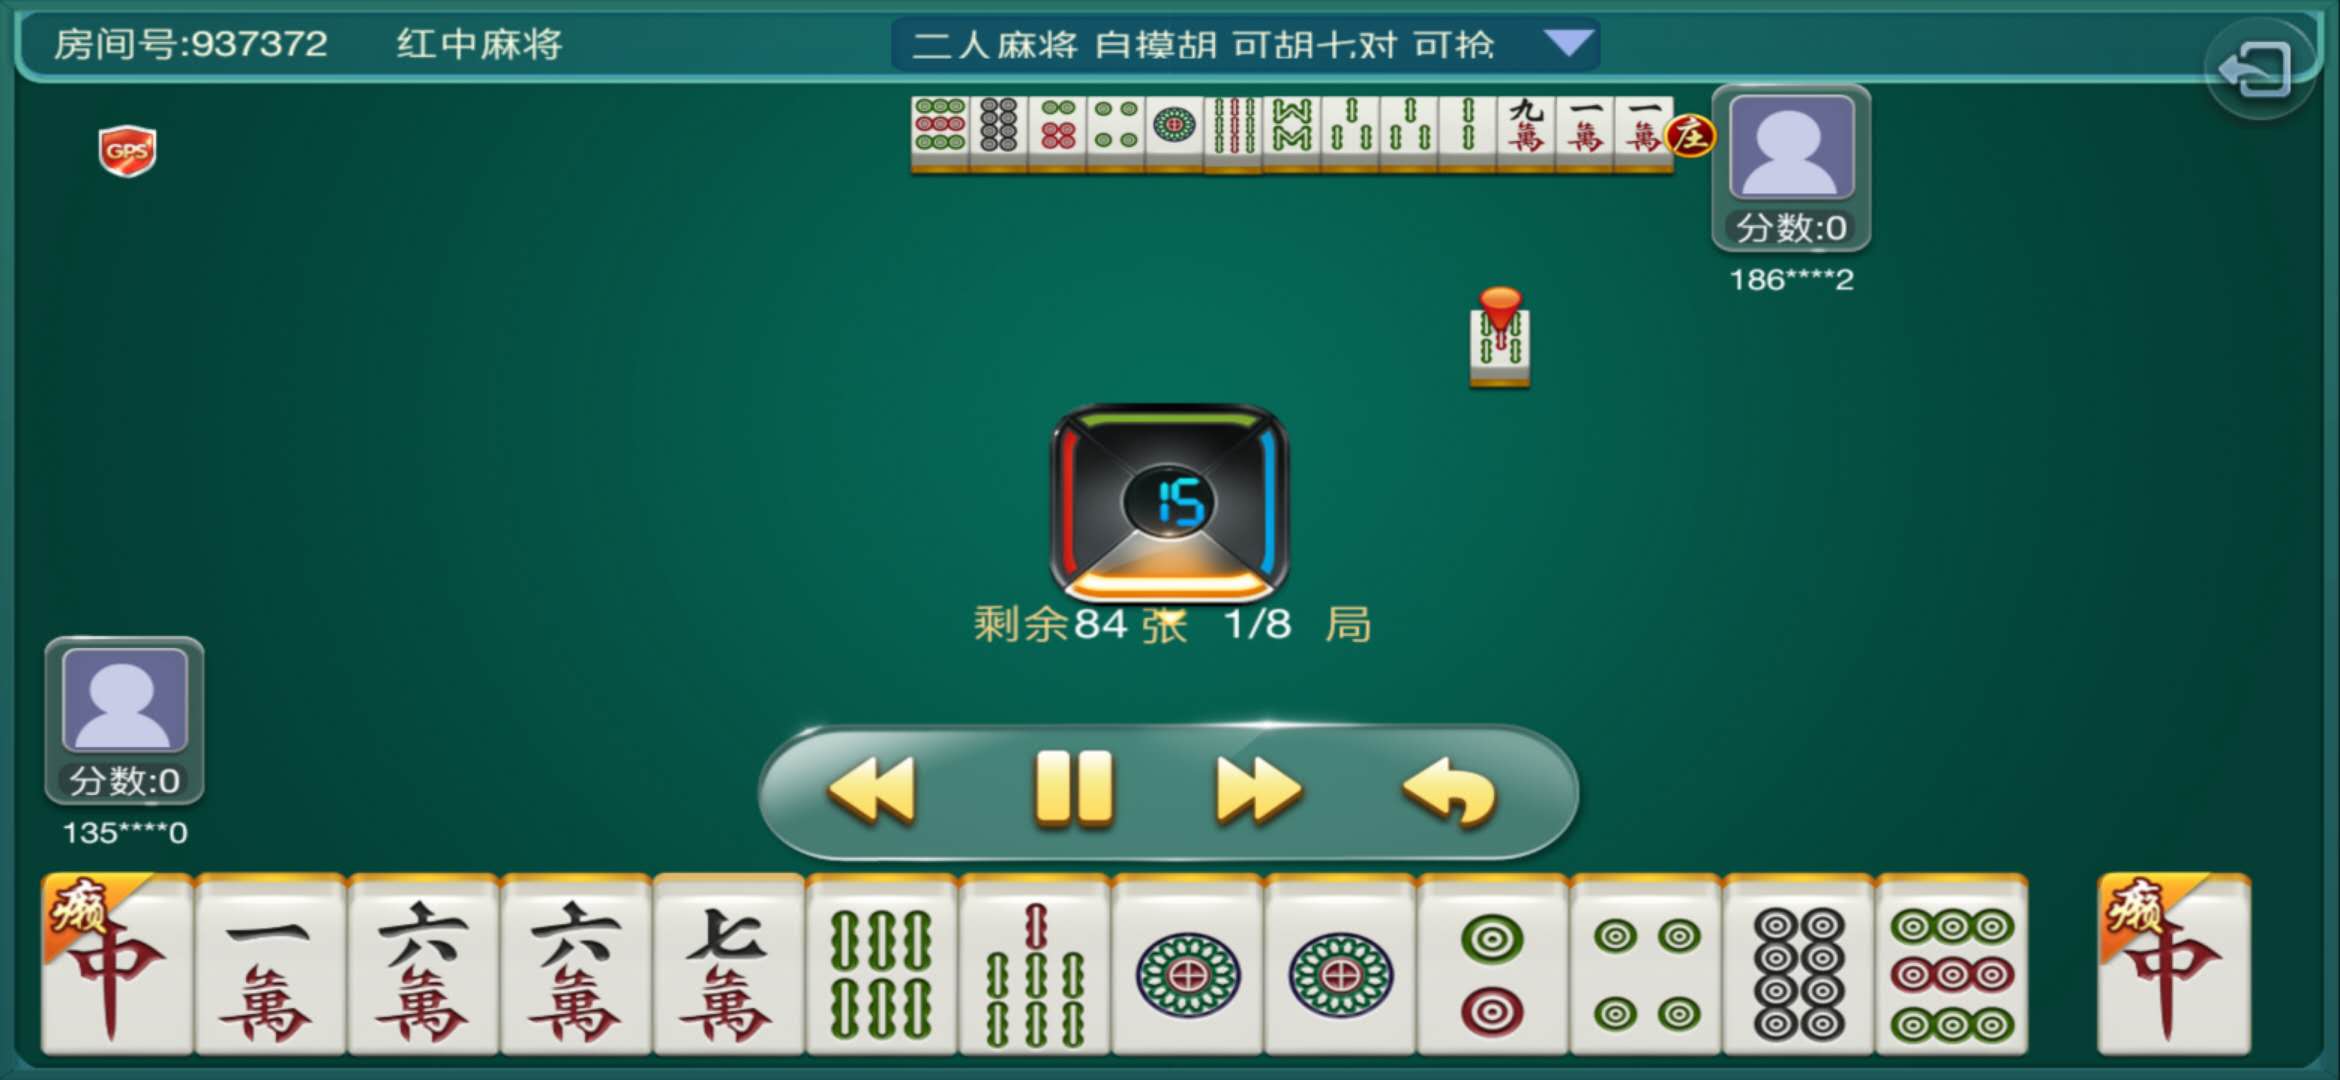 房间号:937372 红中麻将 二人麻将 自摸胡 可胡七对 可抢
GPS
九萬 一萬 一萬 庄
分数:0
186****2
15
剩余84张 1/8 局
分数:0
135****0
癞 癞
中 一萬 六萬 六萬 七萬 中